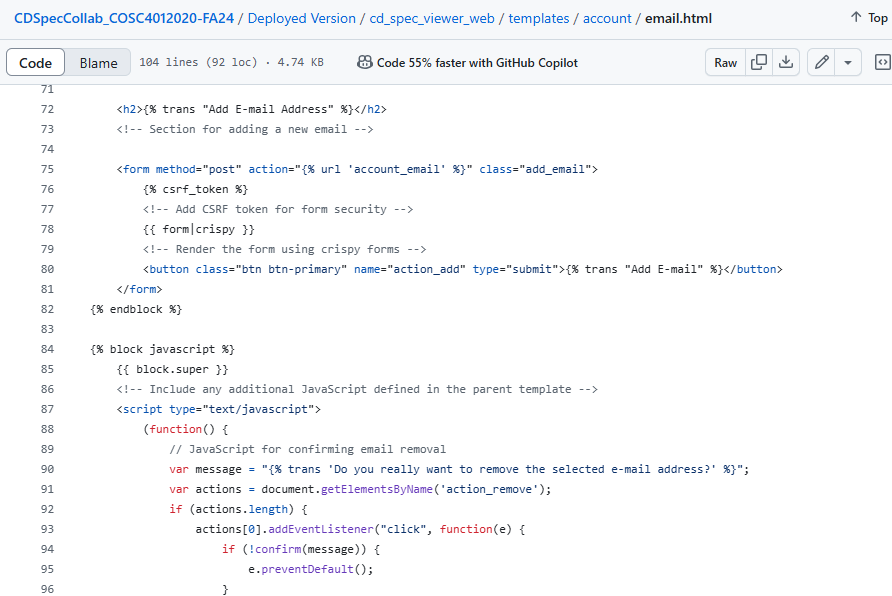 CDSpecCollab_COSC4012020-FA24 / Deployed Version / cd_spec_viewer_web / templates / account / email.html Top
Code Blame 104 lines (92 loc) · 4.74 KB Code 55% faster with GitHub Copilot Raw
71
72 <h2>{% trans "Add E-mail Address" %}</h2>
73 <!-- Section for adding a new email -->
74
75 <form method="post" action="{% url 'account_email' %}" class="add_email">
76 {% csrf_token %}
77 <!-- Add CSRF token for form security -->
78 {{ form|crispy }}
79 <!-- Render the form using crispy forms -->
80 <button class="btn btn-primary" name="action_add" type="submit">{% trans "Add E-mail" %}</button>
81 </form>
82 {% endblock %}
83
84 {% block javascript %}
85 {{ block.super }}
86 <!-- Include any additional JavaScript defined in the parent template -->
87 <script type="text/javascript">
88 (function() {
89 // JavaScript for confirming email removal
90 var message = "{% trans 'Do you really want to remove the selected e-mail address?' %}";
91 var actions = document.getElementsByName('action_remove');
92 if (actions.length) {
93 actions[0].addEventListener("click", function(e) {
94 if (!confirm(message)) {
95 e.preventDefault();
96 }